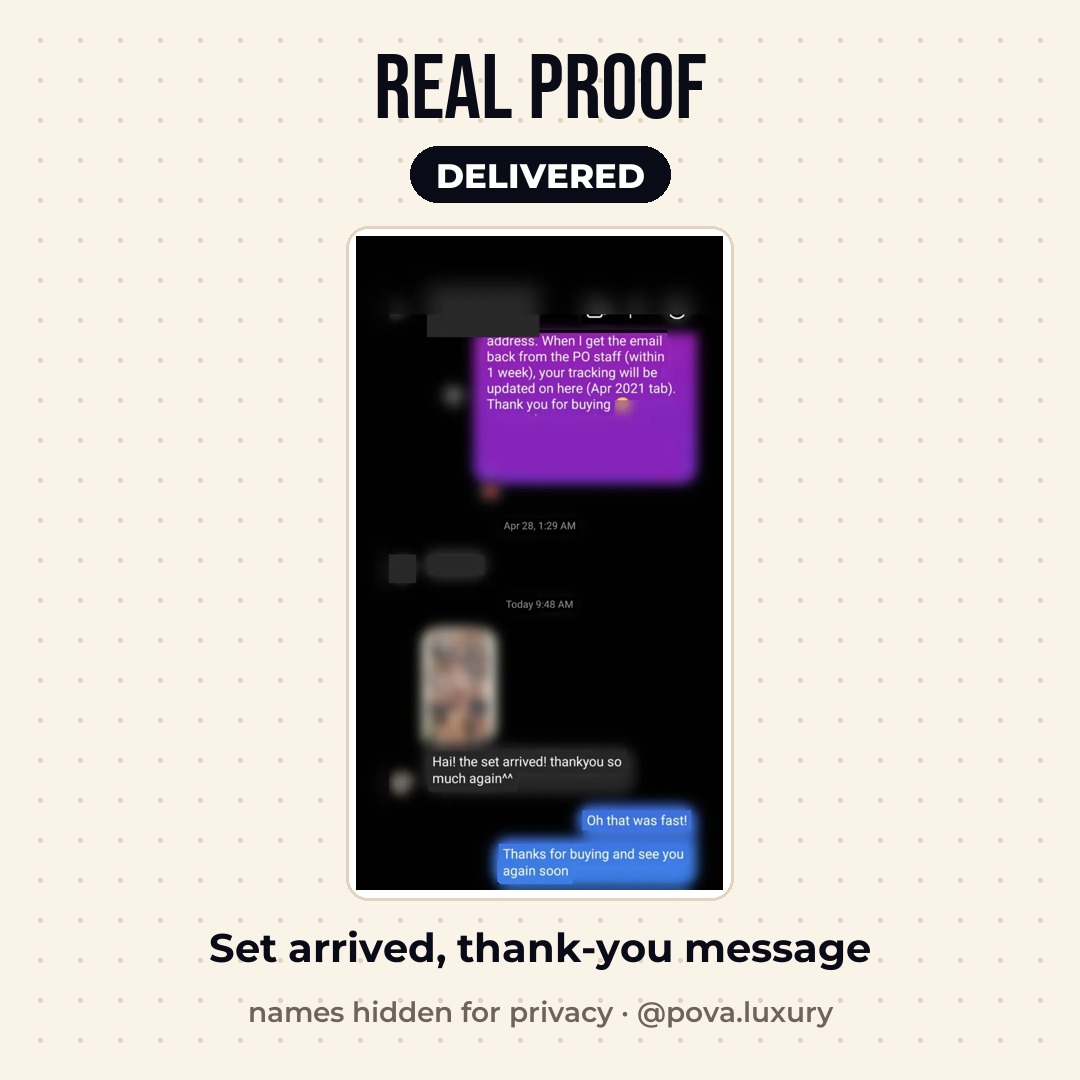 REAL PROOF
DELIVERED
address. When I get the email
back from the PO staff (within
1 week), your tracking will be
updated on here (Apr 2021 tab).
Thank you for buying
Apr 28, 1:29 AM
Today 9:48 AM
Hai! the set arrived! thankyou so
much again^^
Oh that was fast!
Thanks for buying and see you
again soon
Set arrived, thank-you message
names hidden for privacy · @pova.luxury